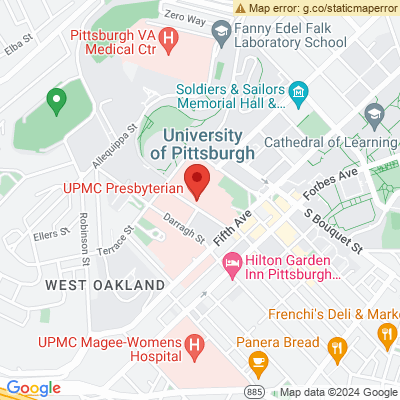 Map error: g.co/staticmaperror
Zero Way
Elba St
Pittsburgh VA
Medical Ctr
Fanny Edel Falk
Laboratory School
Soldiers & Sailors
Memorial Hall &…
Allequippa St
University
of Pittsburgh
Cathedral of Learning
UPMC Presbyterian
Forbes Ave
Robinson St
Ellers St
Terrace St
Darragh St
Fifth Ave
S Bouquet St
Hilton Garden
Inn Pittsburgh…
WEST OAKLAND
Frenchi's Deli & Marke
UPMC Magee-Womens
Hospital
Panera Bread
Google
885
Map data ©2024 Google